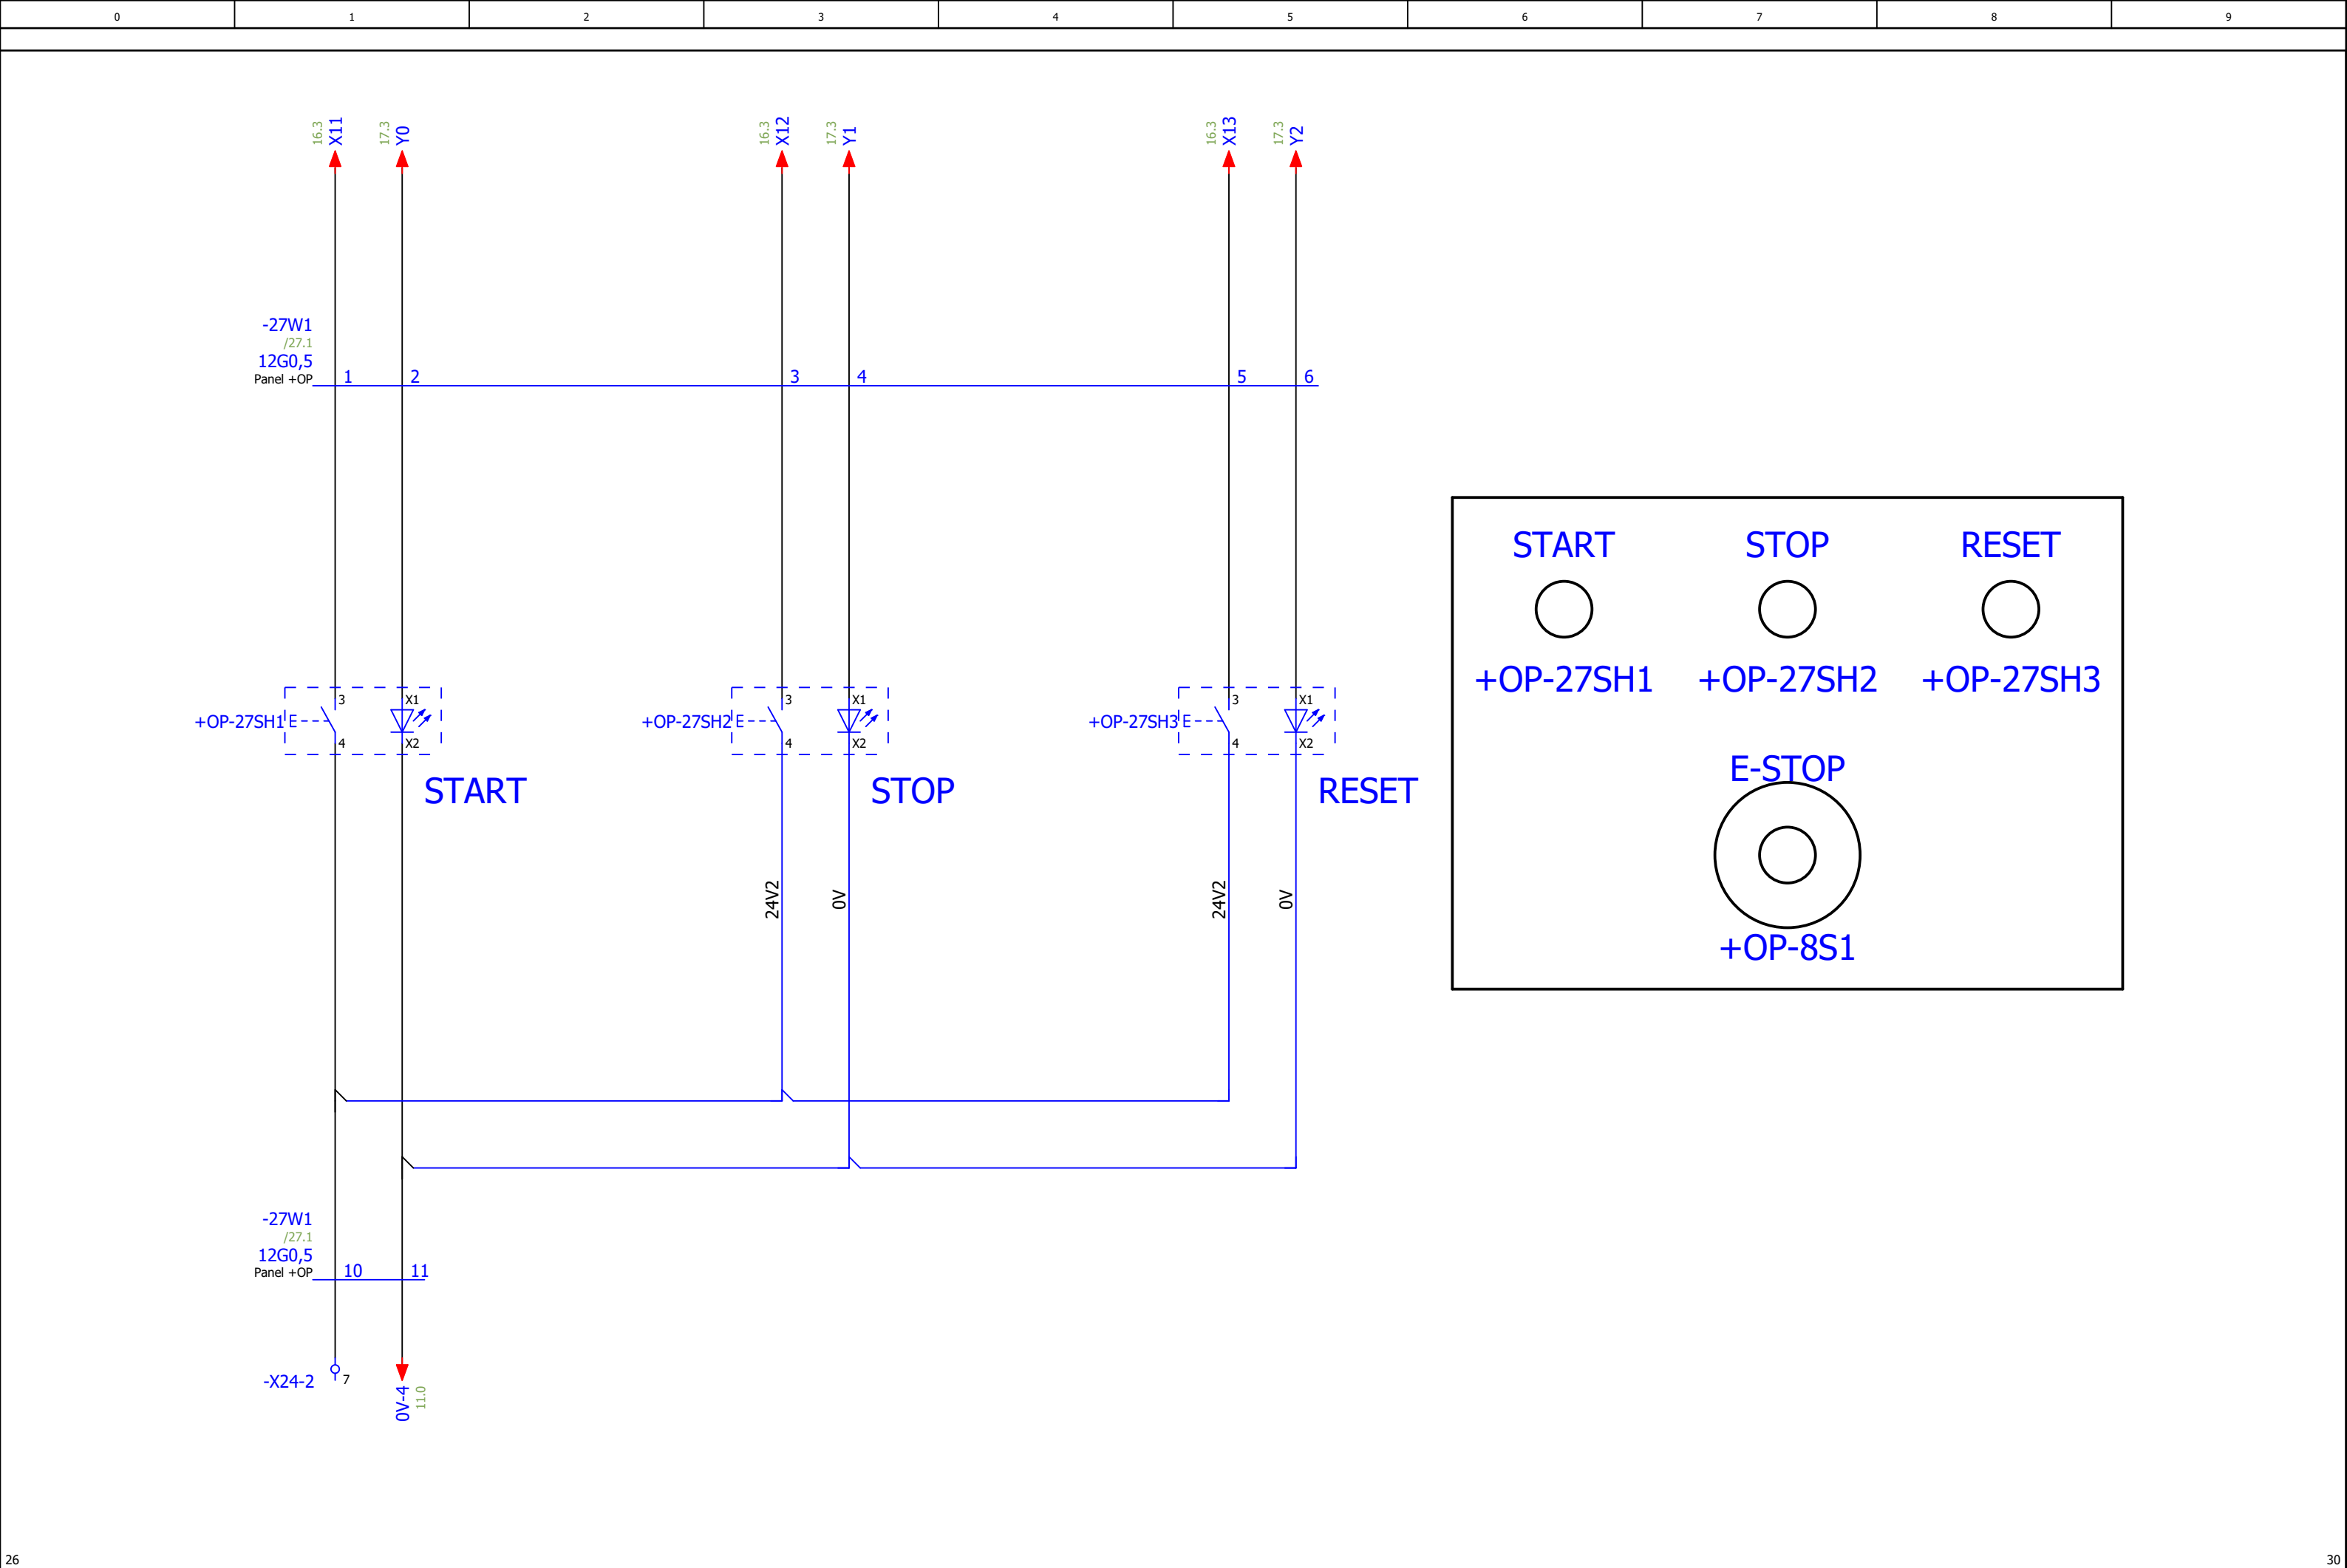 0 1 2 3 4 5 6 7 8 9
16.3 X11 17.3 Y0 16.3 X12 17.3 Y1 16.3 X13 17.3 Y2
-27W1
/27.1
12G0,5
Panel +OP 1 2 3 4 5 6
START STOP RESET
+OP-27SH1 +OP-27SH2 +OP-27SH3
3 X1 3 X1 3 X1
+OP-27SH1 E +OP-27SH2 E +OP-27SH3 E
4 X2 4 X2 4 X2
START STOP RESET
E-STOP
+OP-8S1
24V2 0V 24V2 0V
-27W1
/27.1
12G0,5
Panel +OP 10 11
-X24-2 7
0V-4 11.0
26 30